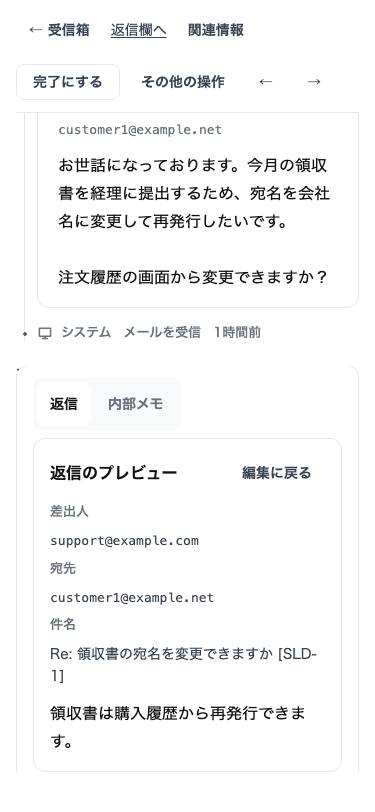 ← 受信箱 返信欄へ 関連情報
完了にする その他の操作 ← →
customer1@example.net
お世話になっております。今月の領収
書を経理に提出するため、宛名を会社
名に変更して再発行したいです。
注文履歴の画面から変更できますか？
システム メールを受信 1時間前
返信 内部メモ
返信のプレビュー 編集に戻る
差出人
support@example.com
宛先
customer1@example.net
件名
Re: 領収書の宛名を変更できますか [SLD-
1]
領収書は購入履歴から再発行できま
す。